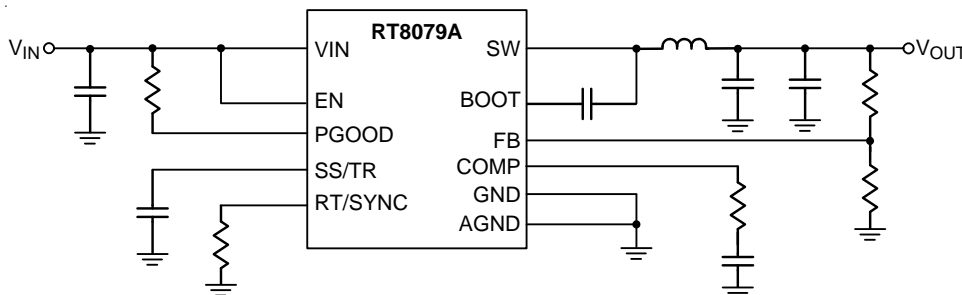 RT8079A
VIN
VIN
SW
VOUT
EN
BOOT
PGOOD
FB
SS/TR
COMP
RT/SYNC
GND
AGND